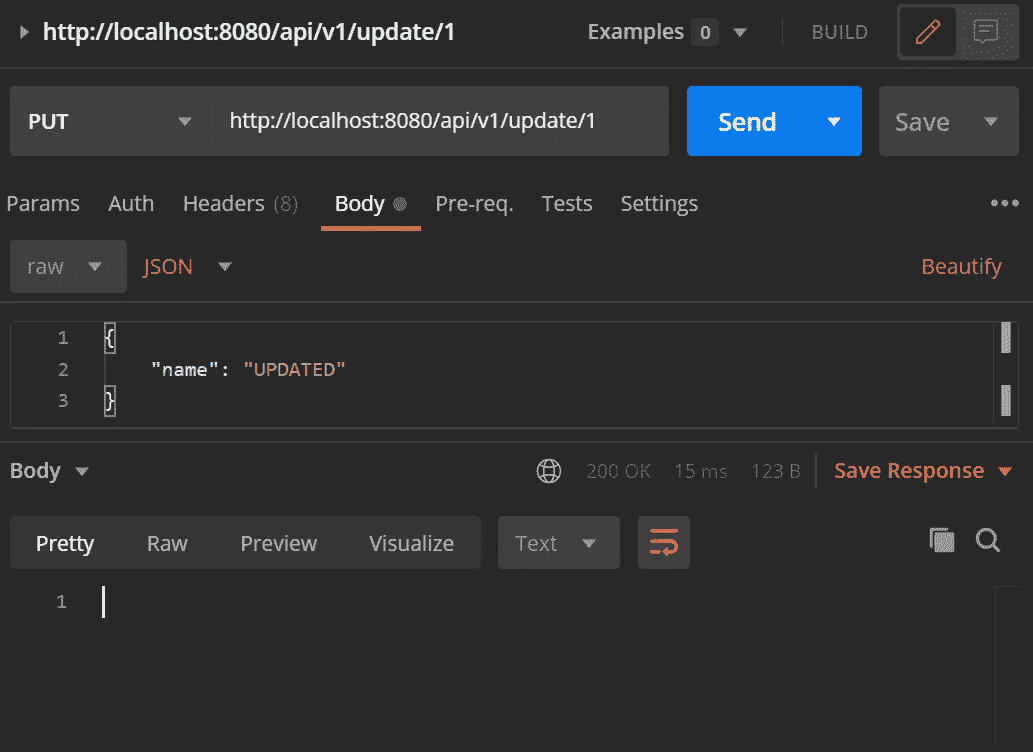 http://localhost:8080/api/v1/update/1 Examples 0 BUILD
PUT http://localhost:8080/api/v1/update/1 Send Save
Params Auth Headers (8) Body Pre-req. Tests Settings
raw JSON Beautify
1 {
2 "name": "UPDATED"
3 }
Body 200 OK 15 ms 123 B Save Response
Pretty Raw Preview Visualize Text
1